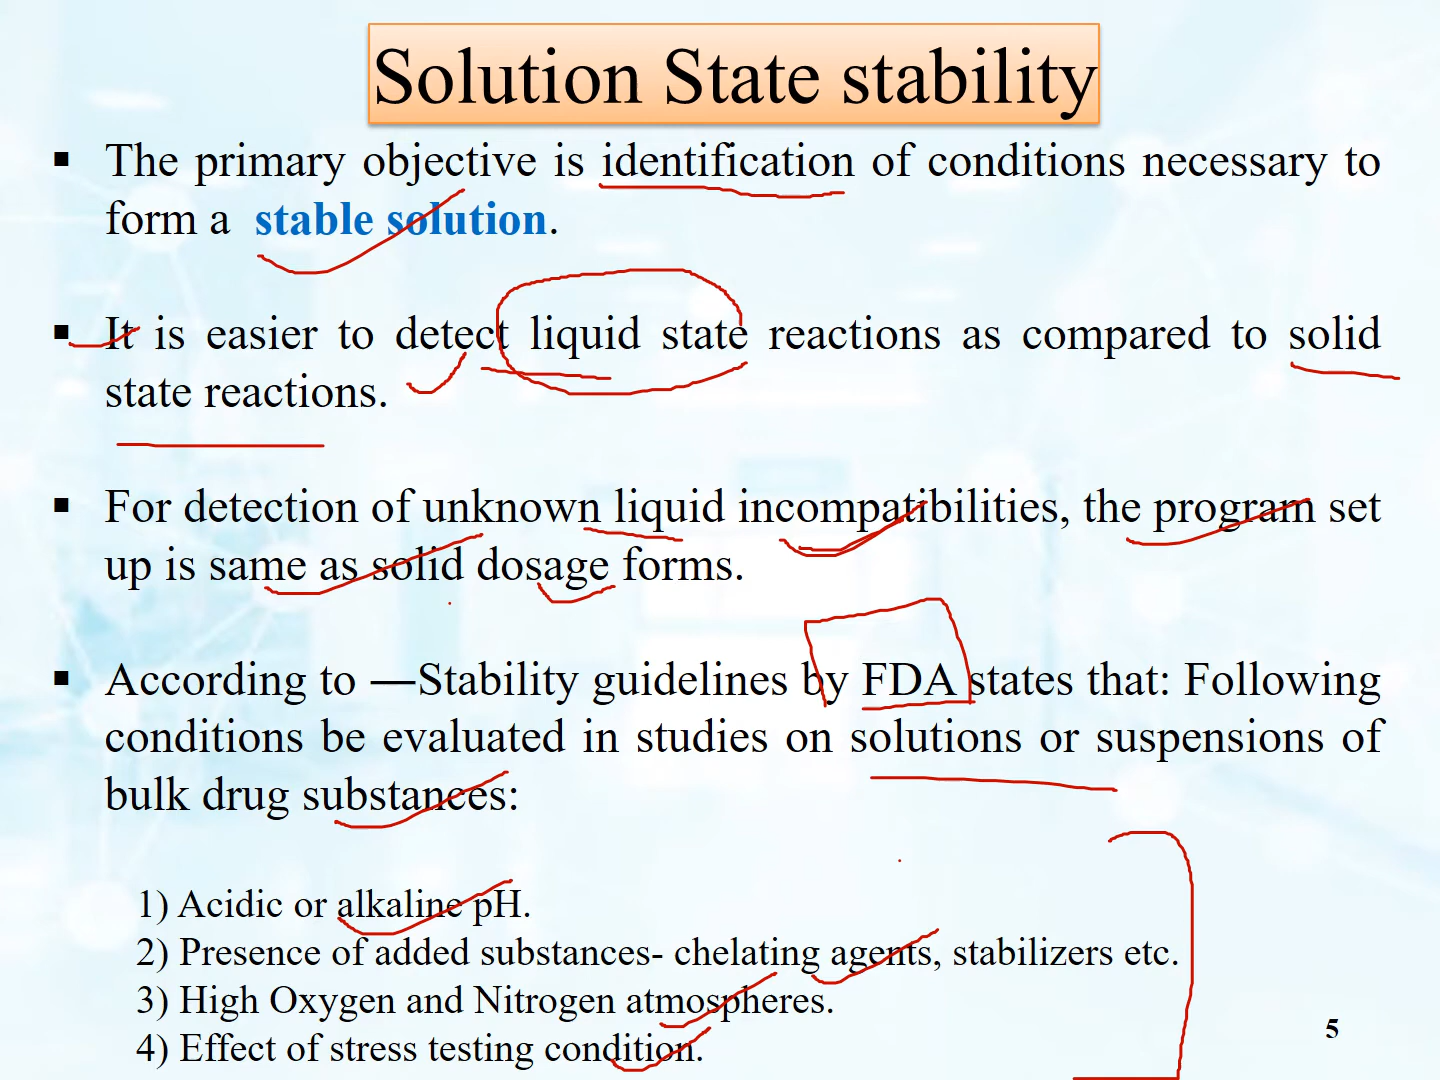 Solution State stability
▪ The primary objective is identification of conditions necessary to
form a stable solution.
▪ It is easier to detect liquid state reactions as compared to solid
state reactions.
▪ For detection of unknown liquid incompatibilities, the program set
up is same as solid dosage forms.
▪ According to ―Stability guidelines by FDA states that: Following
conditions be evaluated in studies on solutions or suspensions of
bulk drug substances:
1) Acidic or alkaline pH.
2) Presence of added substances- chelating agents, stabilizers etc.
3) High Oxygen and Nitrogen atmospheres.
4) Effect of stress testing condition.
5